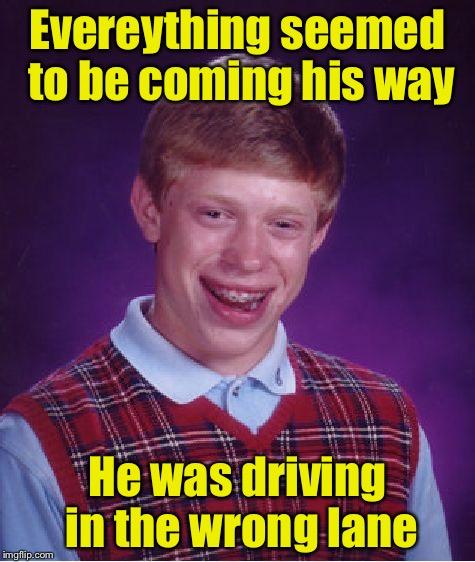 Evereything seemed
to be coming his way
He was driving
in the wrong lane
imgflip.com